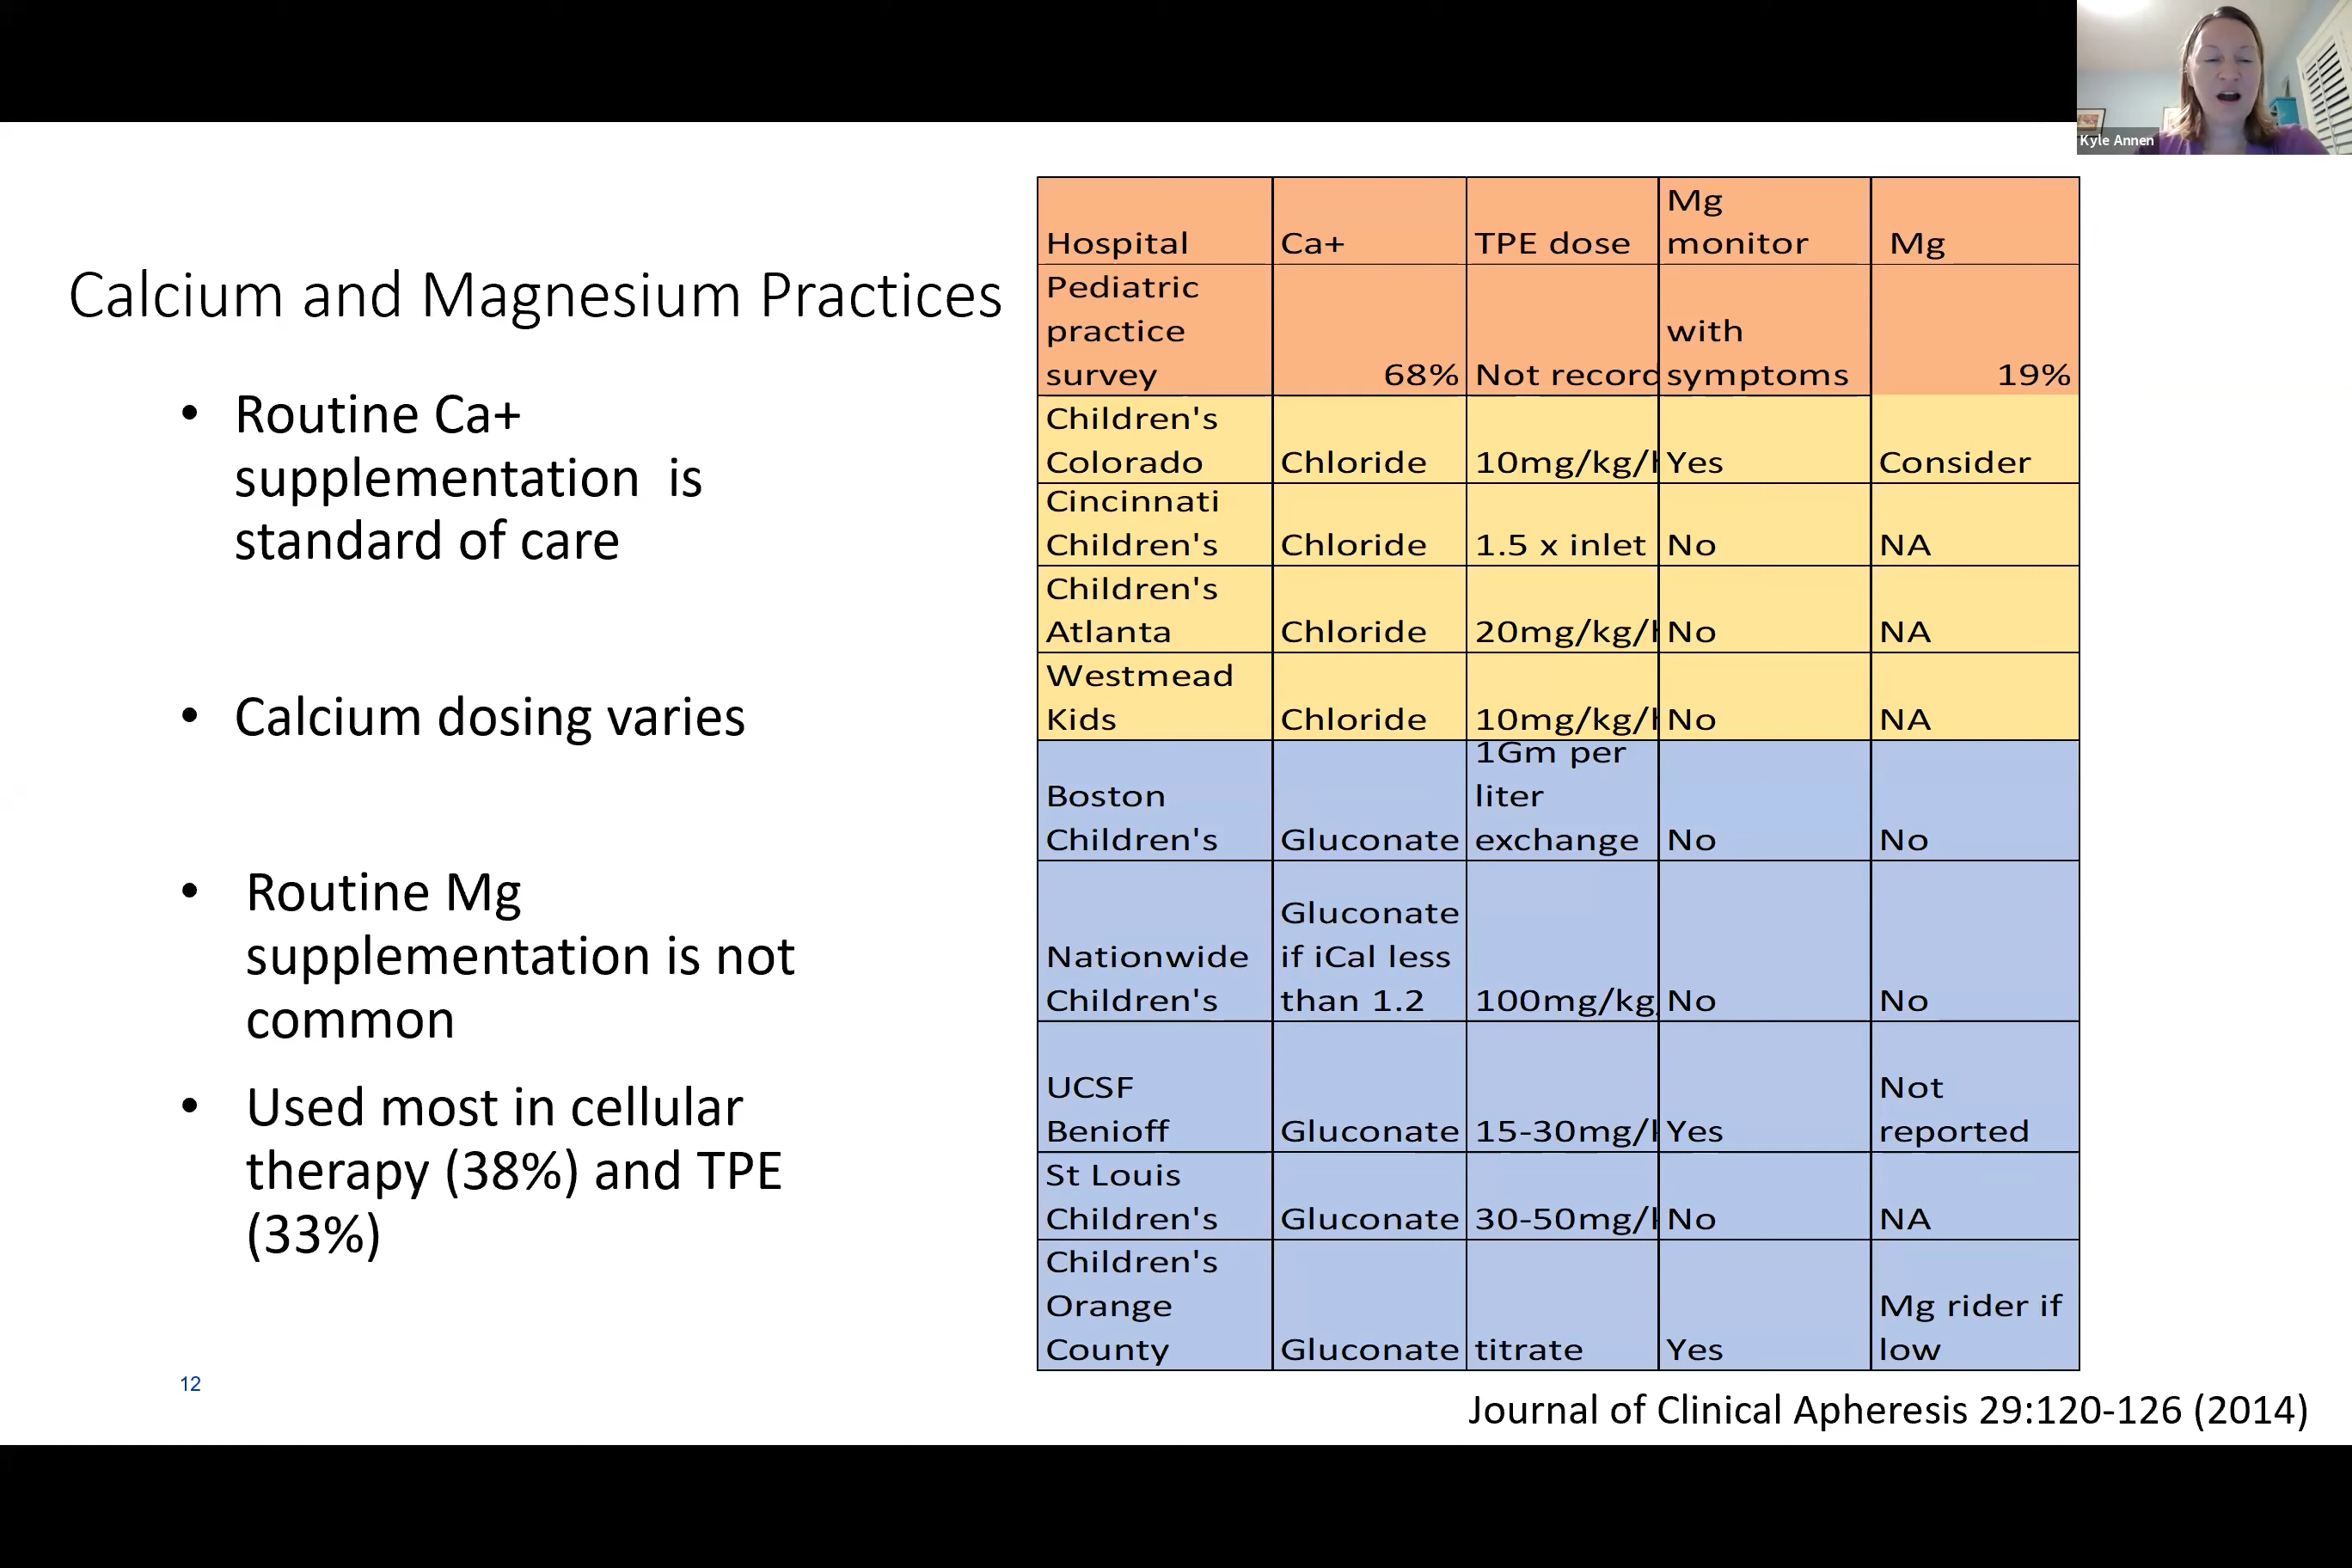 Kyle Annen
Calcium and Magnesium Practices
• Routine Ca+
supplementation is
standard of care
• Calcium dosing varies
• Routine Mg
supplementation is not
common
• Used most in cellular
therapy (38%) and TPE
(33%)
12
Hospital Ca+ TPE dose Mg monitor Mg
Pediatric practice survey 68% Not record with symptoms 19%
Children's Colorado Chloride 10mg/kg/h Yes Consider
Cincinnati Children's Chloride 1.5 x inlet No NA
Children's Atlanta Chloride 20mg/kg/h No NA
Westmead Kids Chloride 10mg/kg/h No NA
Boston Children's Gluconate 1Gm per liter exchange No No
Nationwide Children's Gluconate if iCal less than 1.2 100mg/kg/ No No
UCSF Benioff Gluconate 15-30mg/k Yes Not reported
St Louis Children's Gluconate 30-50mg/k No NA
Children's Orange County Gluconate titrate Yes Mg rider if low
Journal of Clinical Apheresis 29:120-126 (2014)